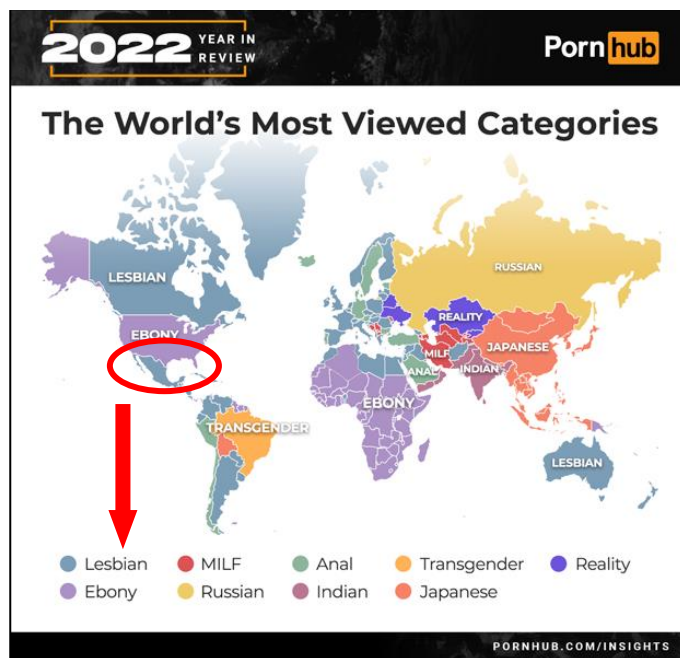 2022 YEAR IN
REVIEW
Pornhub
The World's Most Viewed Categories
LESBIAN
RUSSIAN
EBONY
REALITY
JAPANESE
MILF
INDIAN
ANAL
EBONY
TRANSGENDER
LESBIAN
Lesbian MILF Anal Transgender Reality
Ebony Russian Indian Japanese
PORNHUB.COM/INSIGHTS